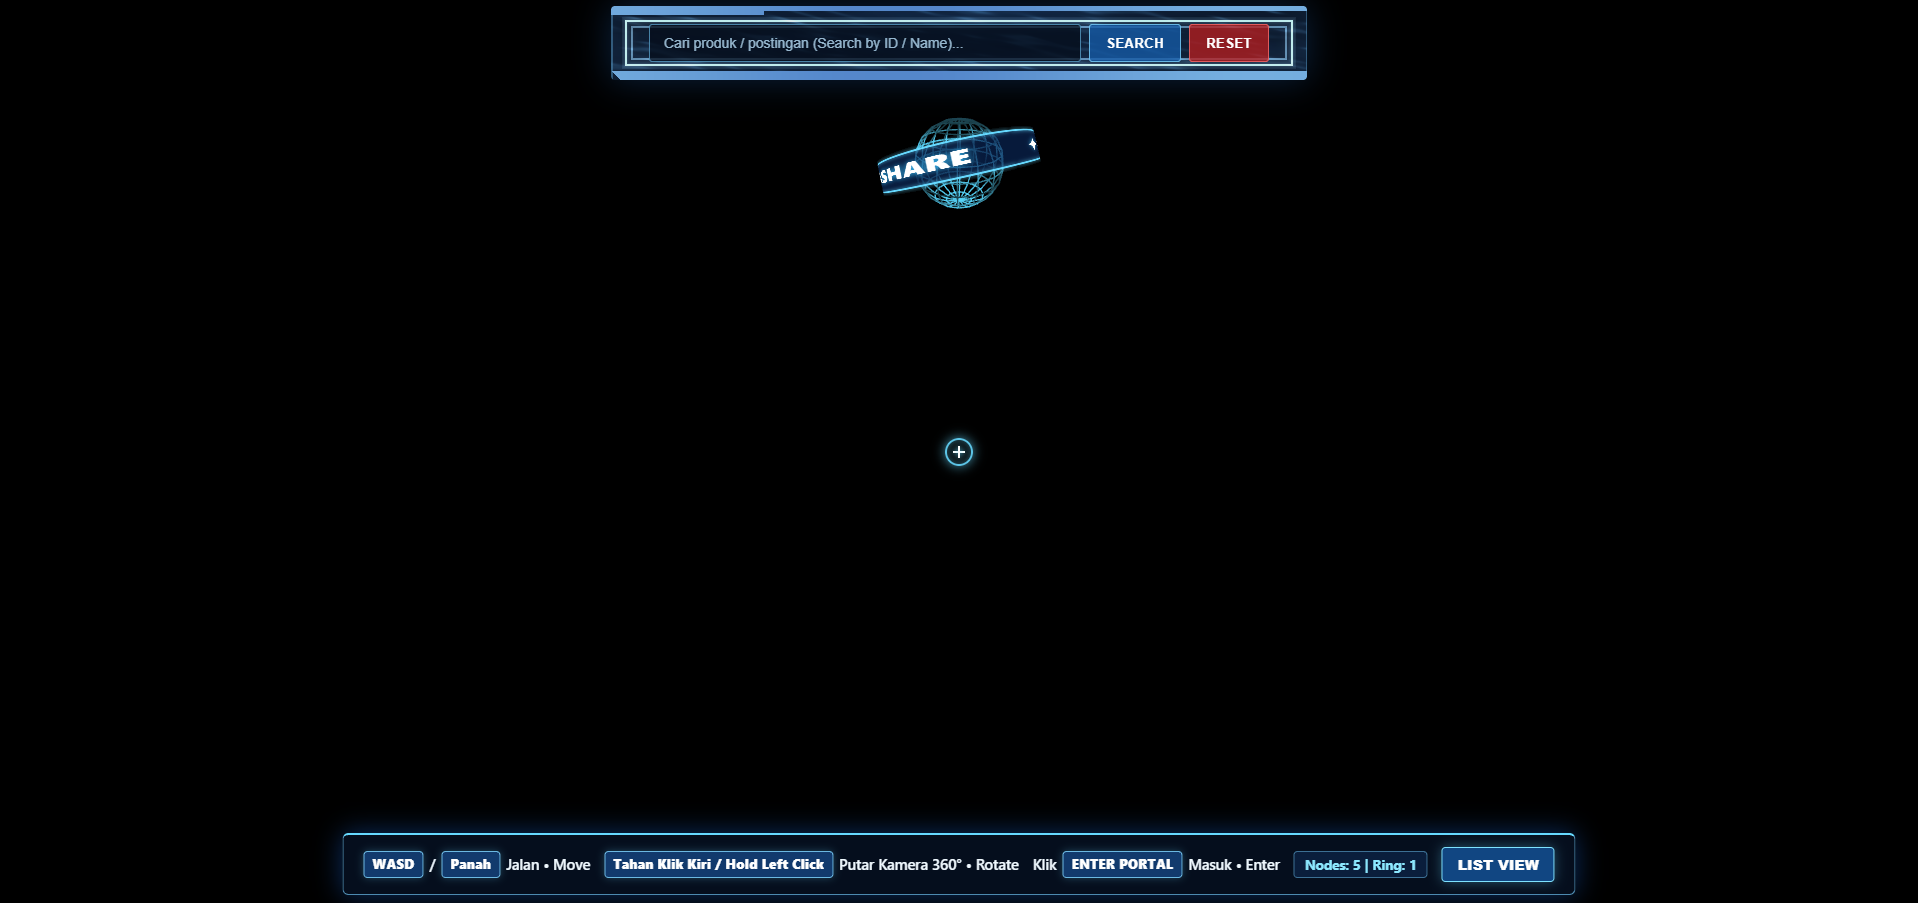 Cari produk / postingan (Search by ID / Name)...
SEARCH
RESET
SHARE
WASD / Panah Jalan • Move Tahan Klik Kiri / Hold Left Click Putar Kamera 360° • Rotate Klik ENTER PORTAL Masuk • Enter Nodes: 5 | Ring: 1 LIST VIEW